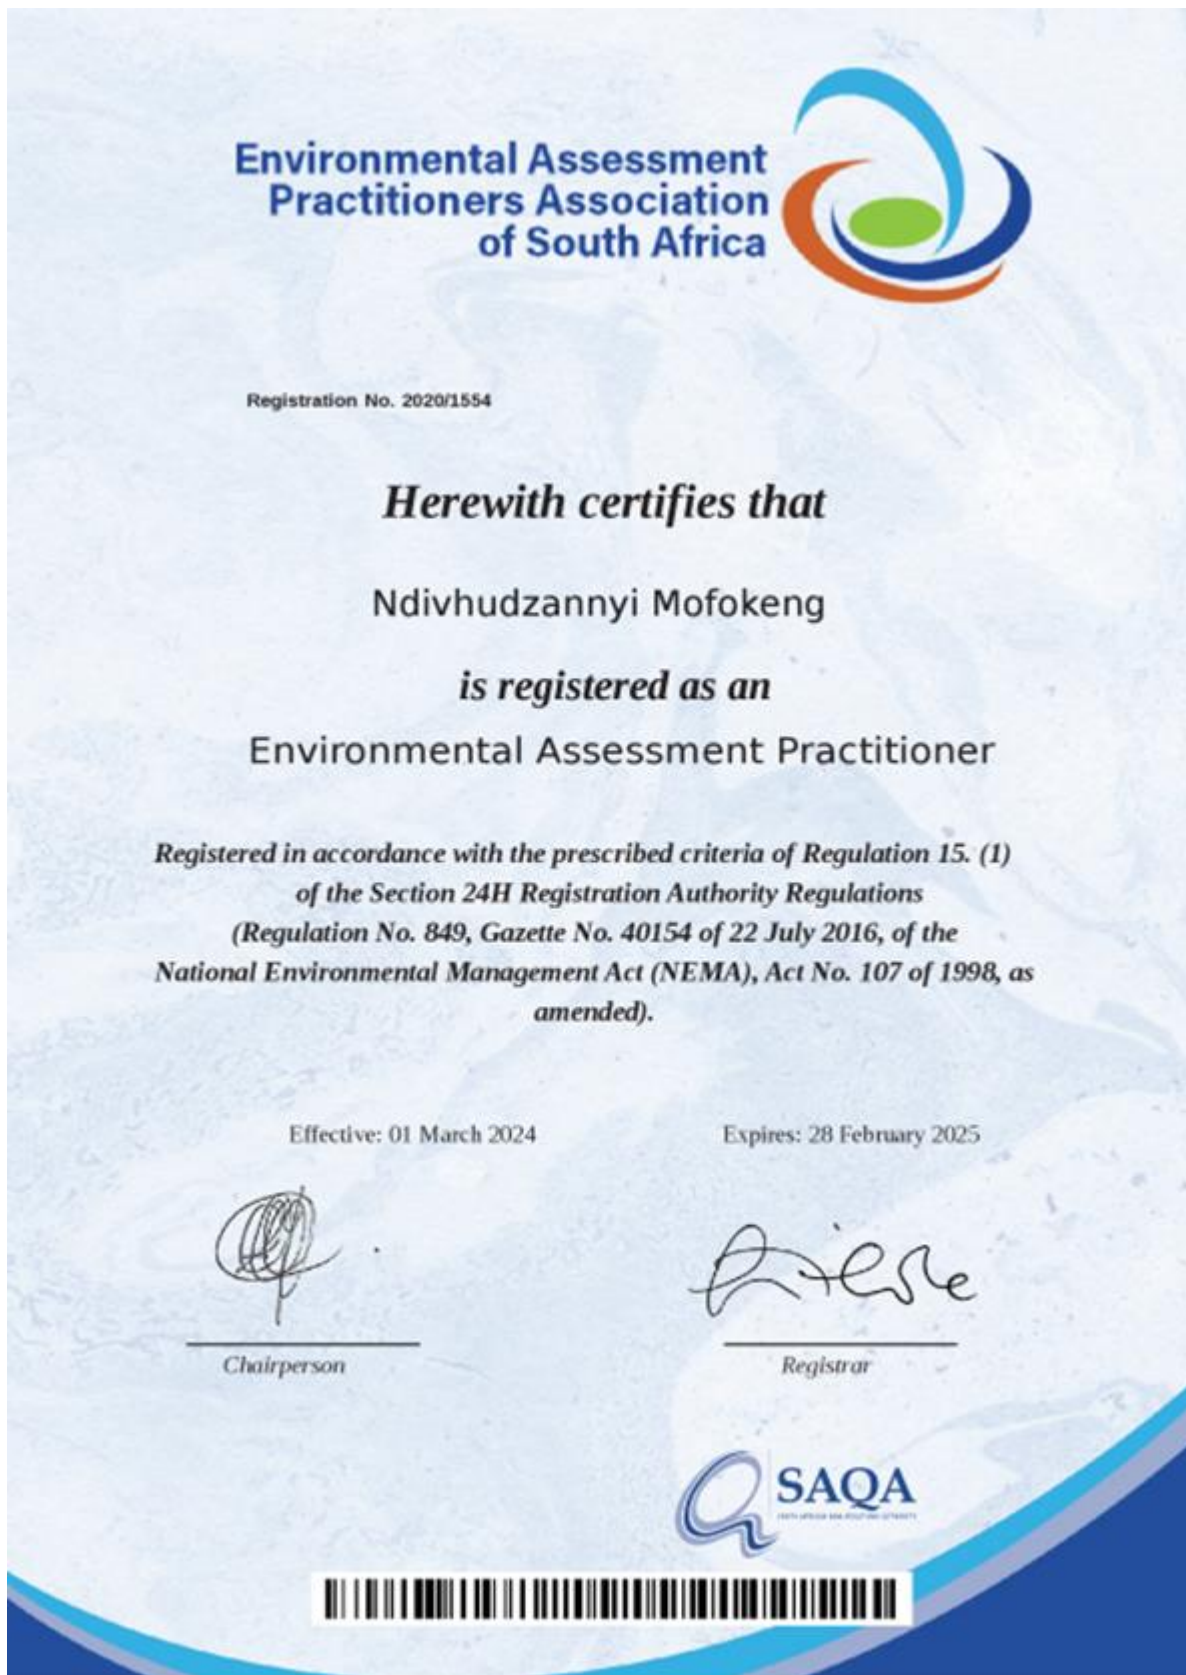 Environmental Assessment
Practitioners Association
of South Africa
Registration No. 2020/1554
Herewith certifies that
Ndivhudzannyi Mofokeng
is registered as an
Environmental Assessment Practitioner
Registered in accordance with the prescribed criteria of Regulation 15. (1)
of the Section 24H Registration Authority Regulations
(Regulation No. 849, Gazette No. 40154 of 22 July 2016, of the
National Environmental Management Act (NEMA), Act No. 107 of 1998, as
amended).
Effective: 01 March 2024
Expires: 28 February 2025
Chairperson
Registrar
SAQA